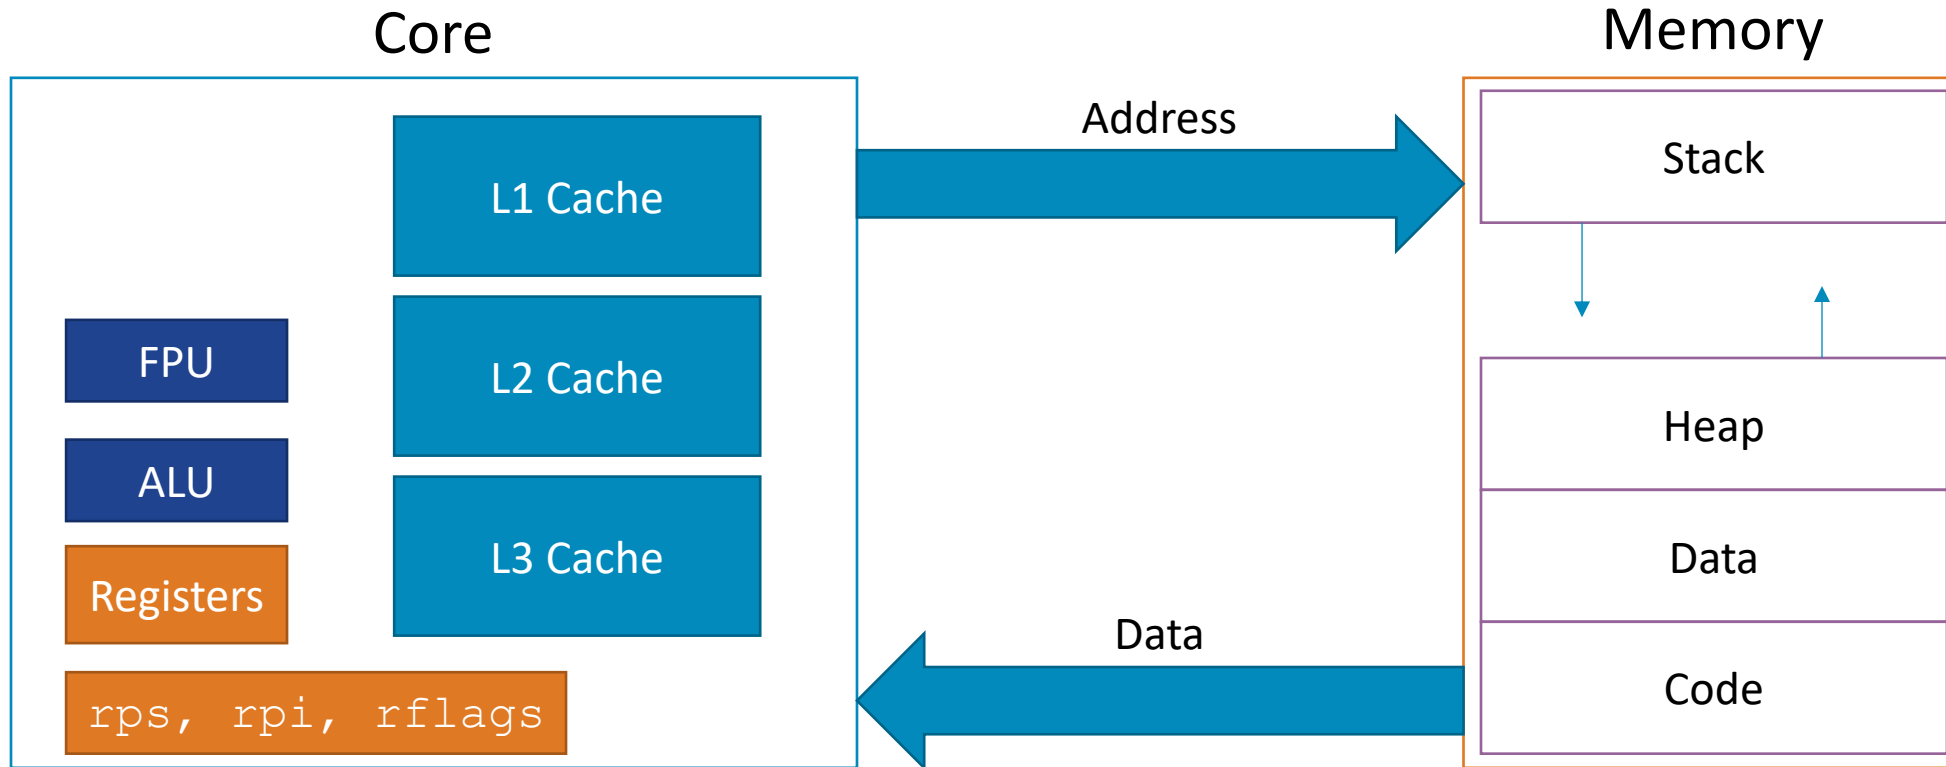 Core
L1 Cache
L2 Cache
L3 Cache
FPU
ALU
Registers
rps, rpi, rflags
Address
Data
Memory
Stack
Heap
Data
Code